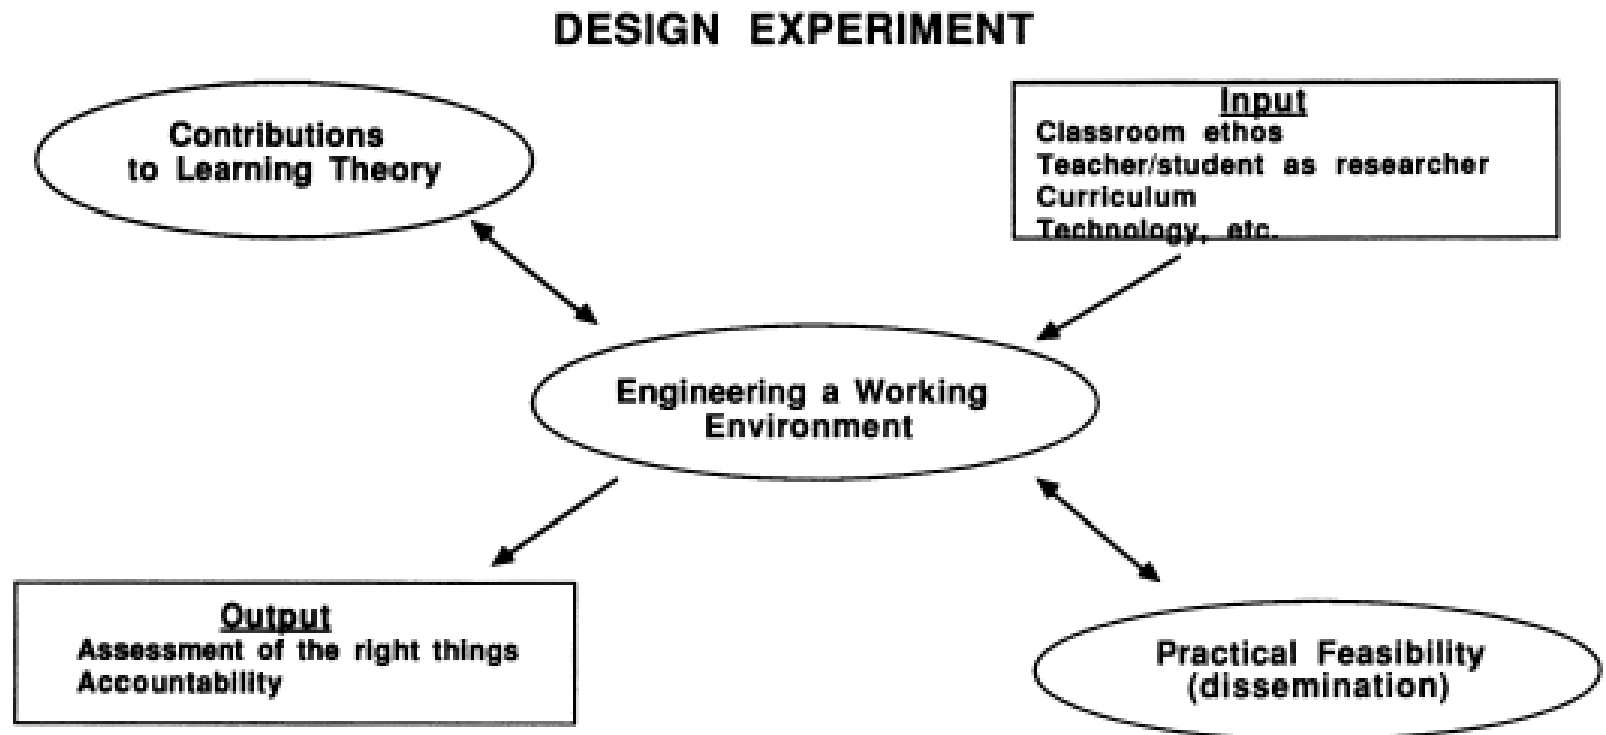 DESIGN EXPERIMENT
Contributions
to Learning Theory
Input
Classroom ethos
Teacher/student as researcher
Curriculum
Technology, etc.
Engineering a Working
Environment
Output
Assessment of the right things
Accountability
Practical Feasibility
(dissemination)